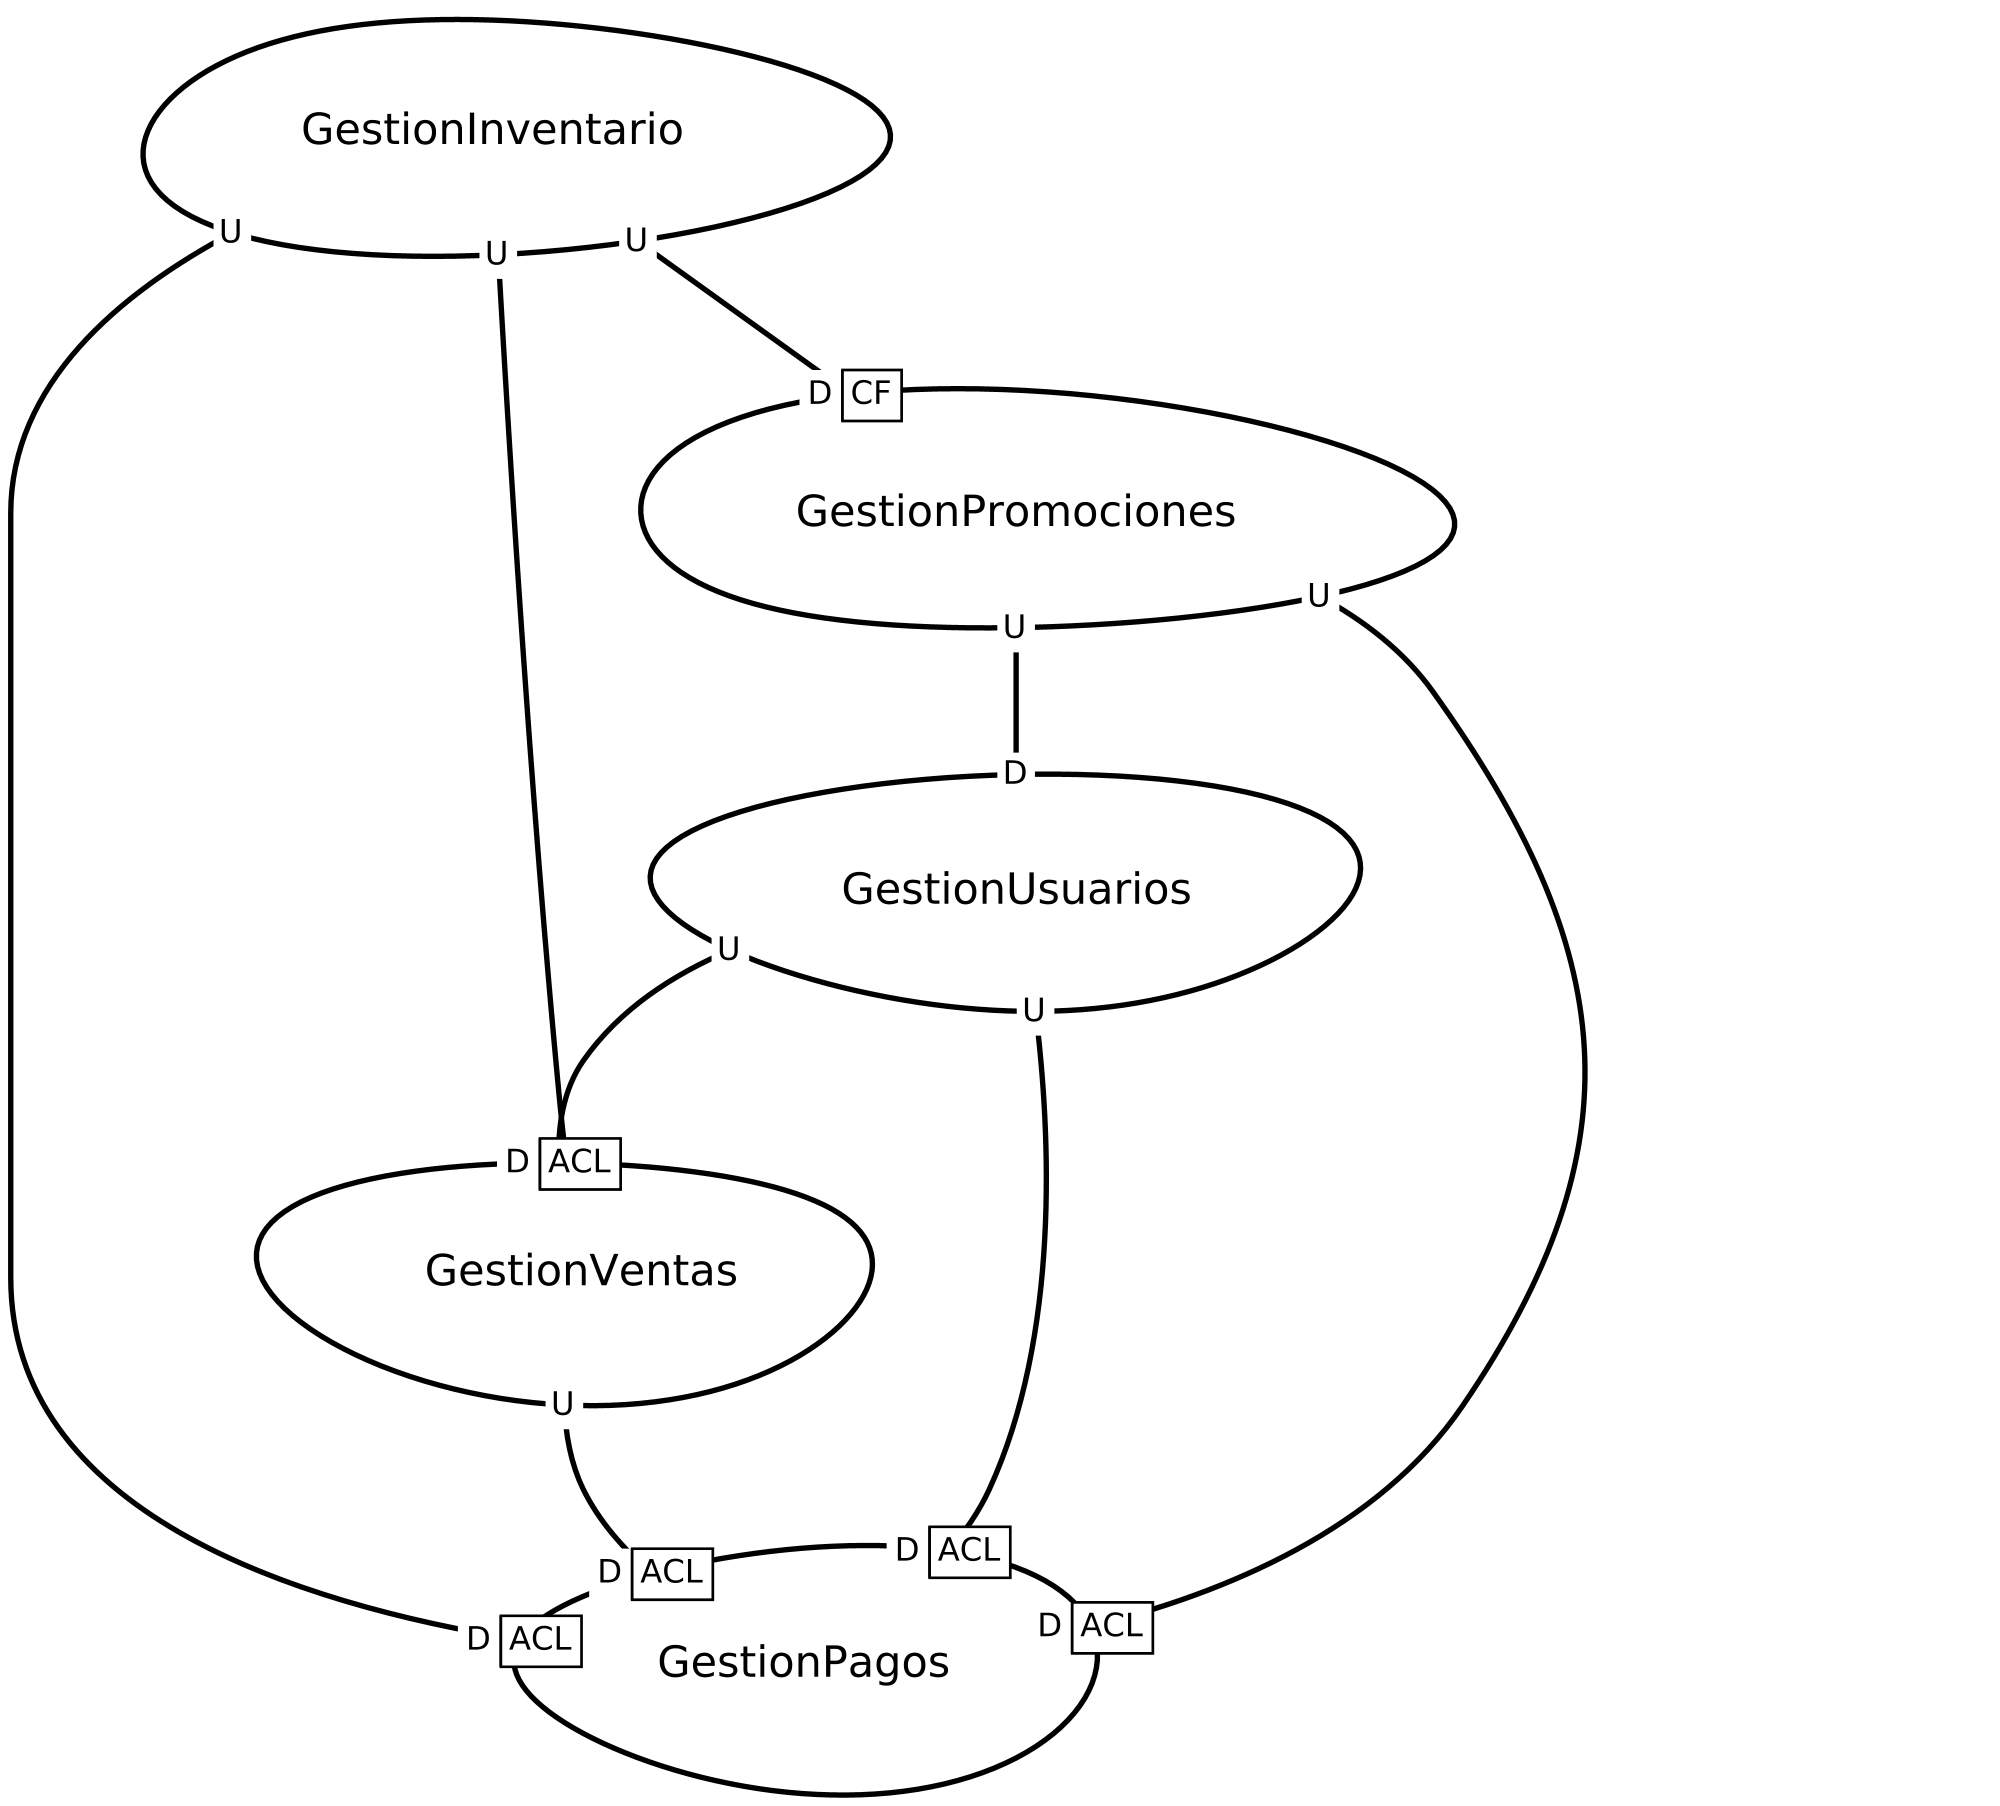 GestionInventario
U
U
U
D CF
GestionPromociones
U
U
D
GestionUsuarios
U
U
D ACL
GestionVentas
U
D ACL
D ACL
D ACL
D ACL
GestionPagos